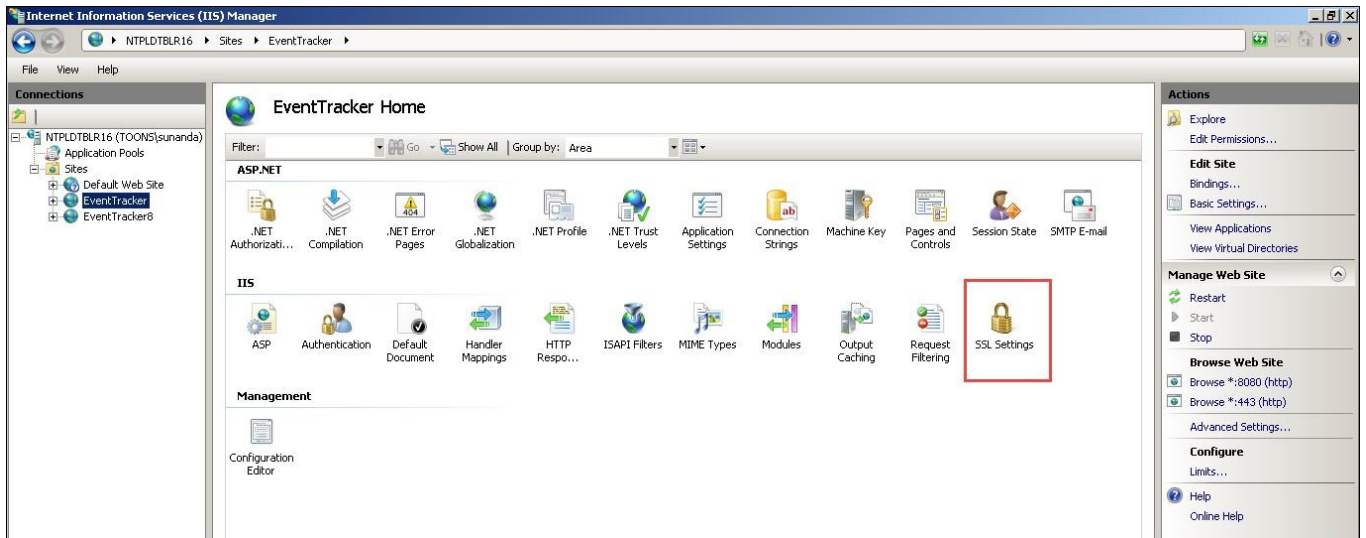 Internet Information Services (IIS) Manager
NTPLDTBLR16 Sites EventTracker
File View Help
Connections
NTPLDTBLR16 (TOONS\sunanda)
Application Pools
Sites
Default Web Site
EventTracker
EventTracker8
EventTracker Home
Filter: Go Show All Group by: Area
ASP.NET
.NET Authorizati...
.NET Compilation
404
.NET Error Pages
.NET Globalization
.NET Profile
.NET Trust Levels
Application Settings
ab
Connection Strings
Machine Key
Pages and Controls
Session State
SMTP E-mail
IIS
ASP
Authentication
Default Document
Handler Mappings
HTTP Respo...
ISAPI Filters
MIME Types
Modules
Output Caching
Request Filtering
SSL Settings
Management
Configuration Editor
Actions
Explore
Edit Permissions...
Edit Site
Bindings...
Basic Settings...
View Applications
View Virtual Directories
Manage Web Site
Restart
Start
Stop
Browse Web Site
Browse *:8080 (http)
Browse *:443 (http)
Advanced Settings...
Configure
Limits...
Help
Online Help